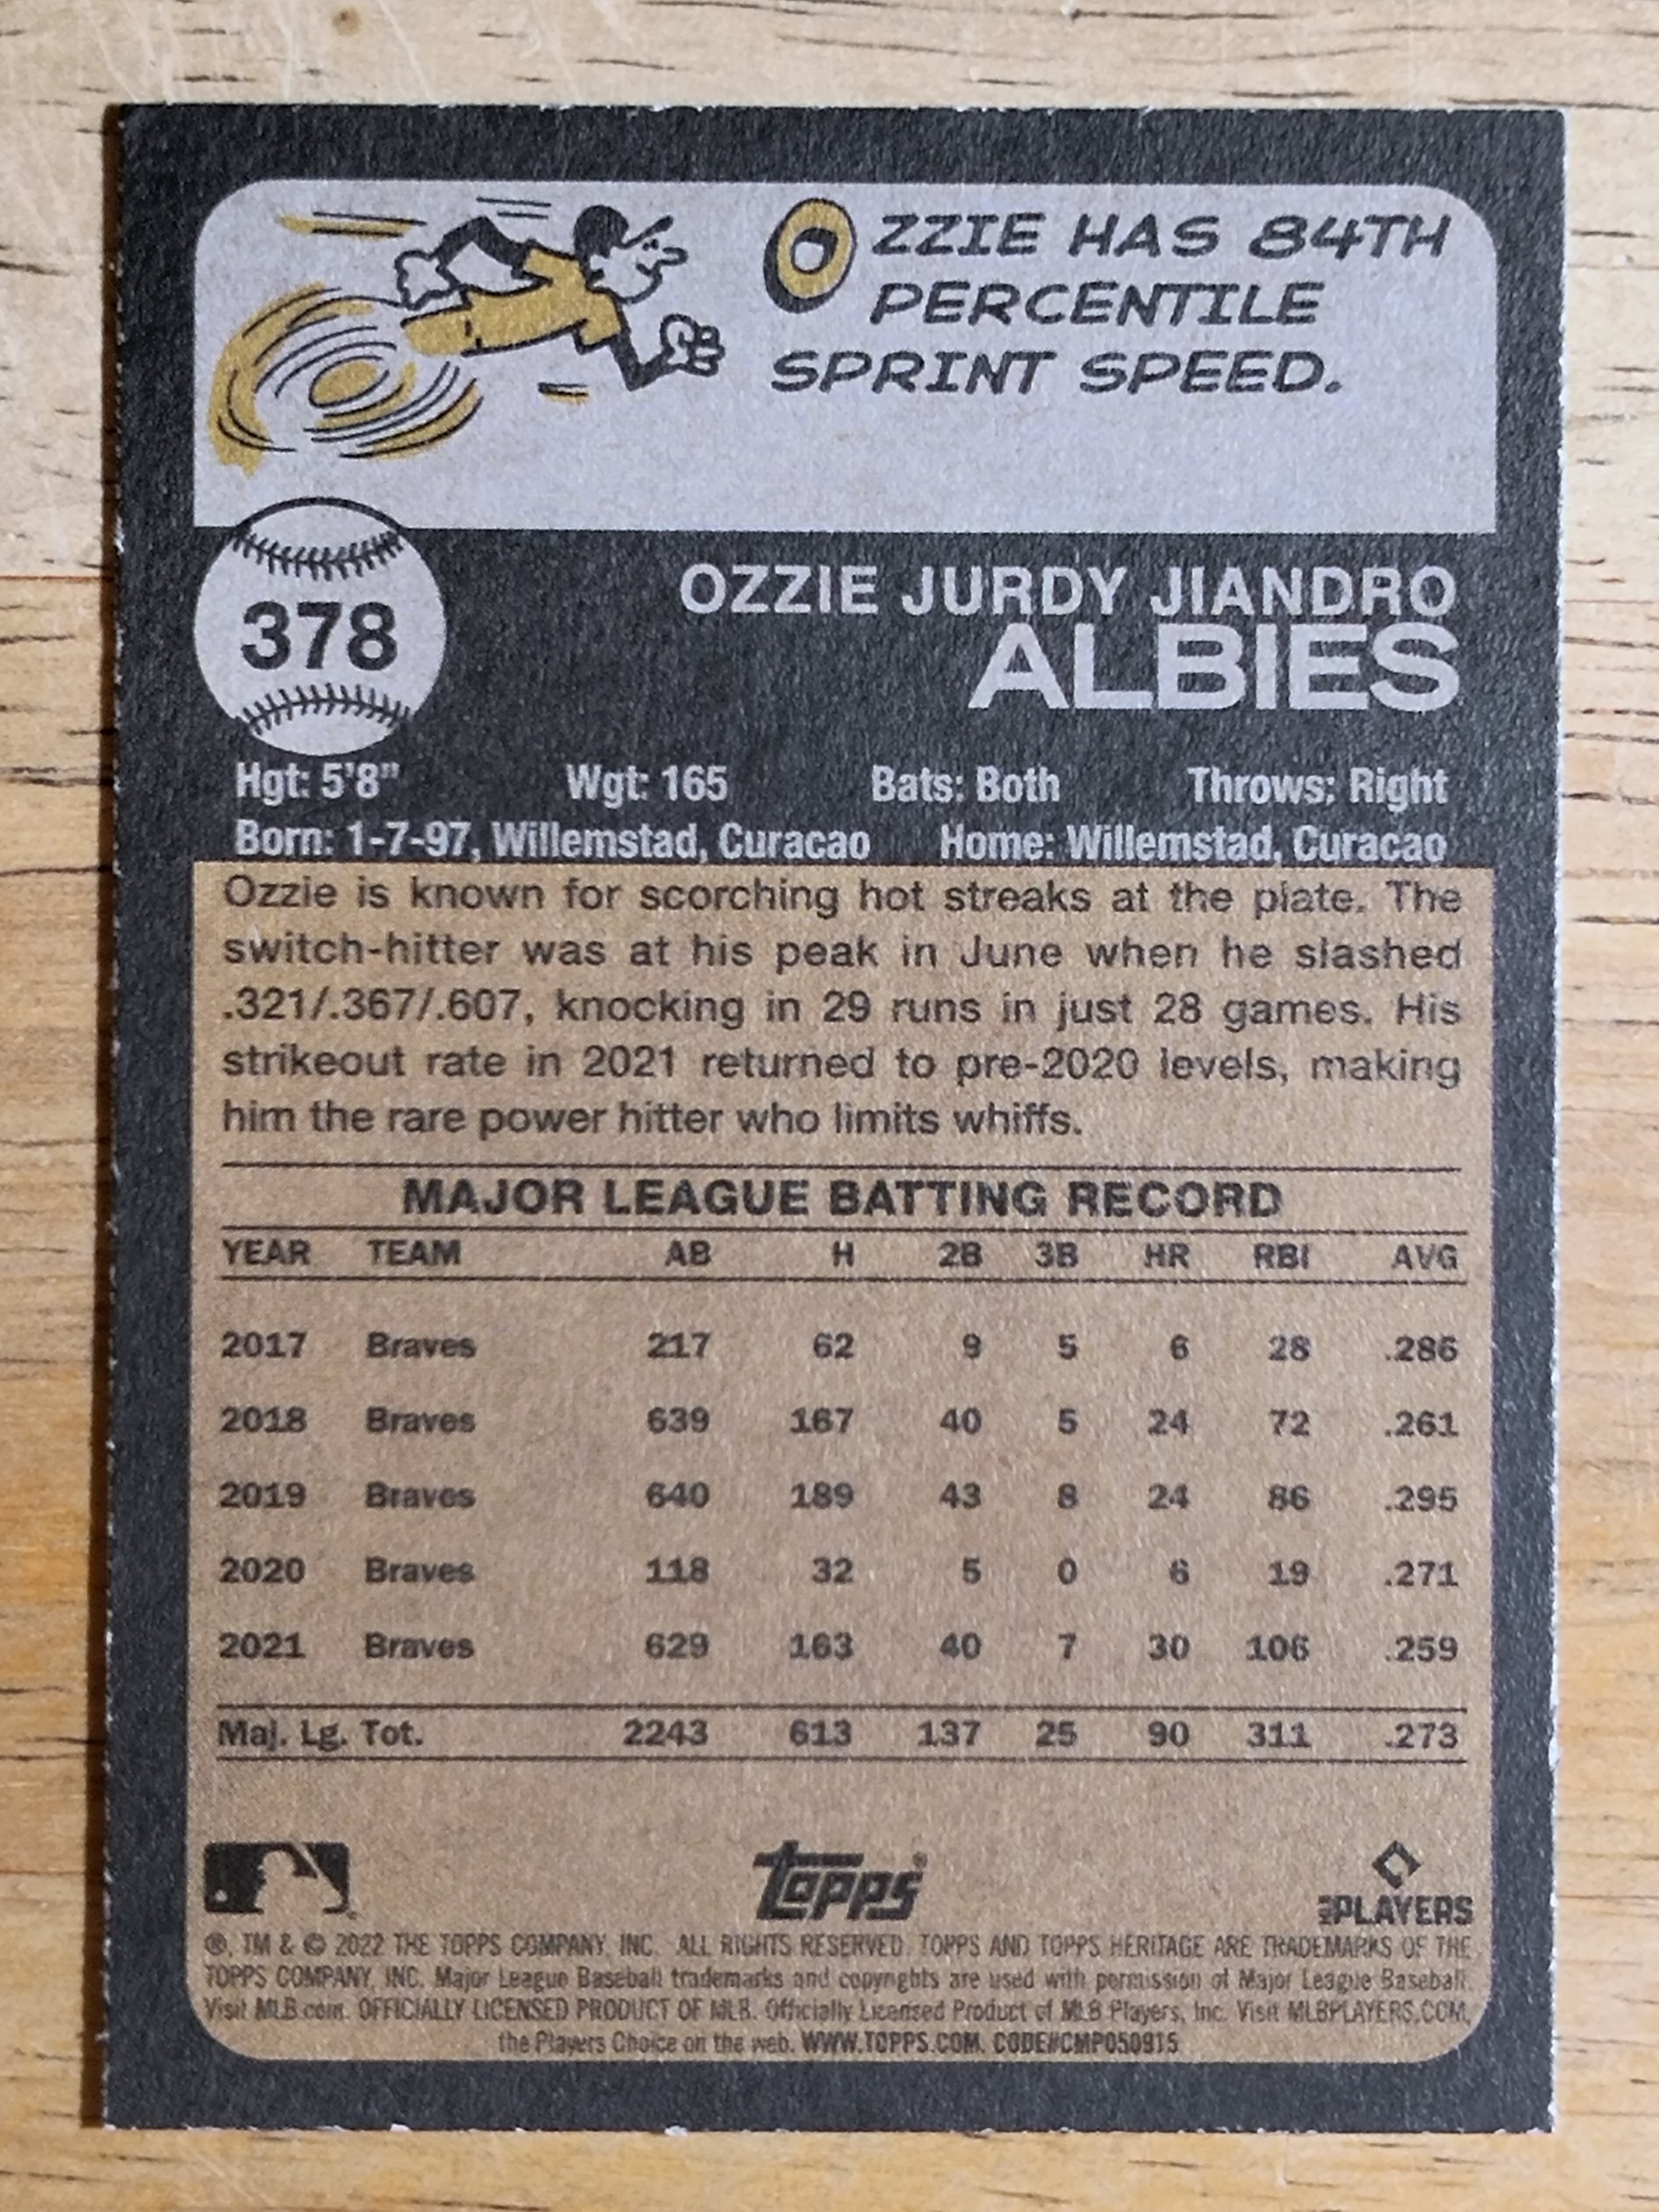 OZZIE HAS 84TH
PERCENTILE
SPRINT SPEED.
378
OZZIE JURDY JIANDRO
ALBIES
Hgt: 5'8" Wgt: 165 Bats: Both Throws: Right
Born: 1-7-97, Willemstad, Curacao Home: Willemstad, Curacao
Ozzie is known for scorching hot streaks at the plate. The
switch-hitter was at his peak in June when he slashed
.321/.367/.607, knocking in 29 runs in just 28 games. His
strikeout rate in 2021 returned to pre-2020 levels, making
him the rare power hitter who limits whiffs.
MAJOR LEAGUE BATTING RECORD
YEAR TEAM AB H 2B 3B HR RBI AVG
2017 Braves 217 62 9 5 6 28 .286
2018 Braves 639 167 40 5 24 72 .261
2019 Braves 640 189 43 8 24 86 .295
2020 Braves 118 32 5 0 6 19 .271
2021 Braves 629 163 40 7 30 106 .259
Maj. Lg. Tot. 2243 613 137 25 90 311 .273
topps®
PLAYERS
®, TM & © 2022 THE TOPPS COMPANY, INC. ALL RIGHTS RESERVED. TOPPS AND TOPPS HERITAGE ARE TRADEMARKS OF THE
TOPPS COMPANY, INC. Major League Baseball trademarks and copyrights are used with permission of Major League Baseball.
Visit MLB.com. OFFICIALLY LICENSED PRODUCT OF MLB. Officially Licensed Product of MLB Players, Inc. Visit MLBPLAYERS.COM,
the Players Choice on the web. WWW.TOPPS.COM. CODE#CMP050915